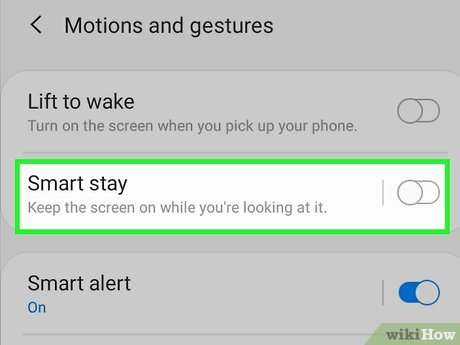 Motions and gestures
Lift to wake
Turn on the screen when you pick up your phone.
Smart stay
Keep the screen on while you're looking at it.
Smart alert
On
wikiHow